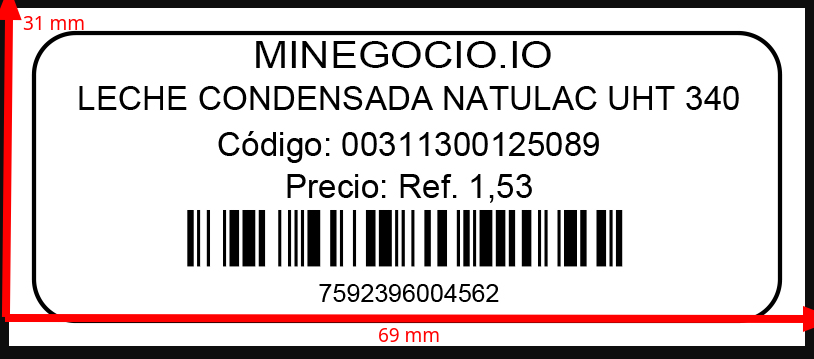 31 mm
MINEGOCIO.IO
LECHE CONDENSADA NATULAC UHT 340
Código: 00311300125089
Precio: Ref. 1,53
7592396004562
69 mm